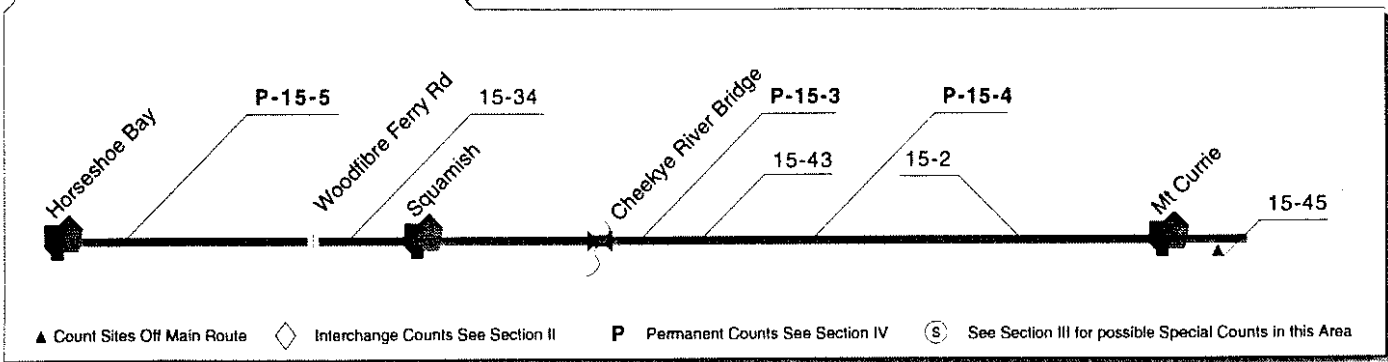 Horseshoe Bay
P-15-5
Woodfibre Ferry Rd
15-34
Squamish
Cheekye River Bridge
P-15-3
15-43
P-15-4
15-2
Mt Currie
15-45
▲ Count Sites Off Main Route
Interchange Counts See Section II
P Permanent Counts See Section IV
S See Section III for possible Special Counts in this Area